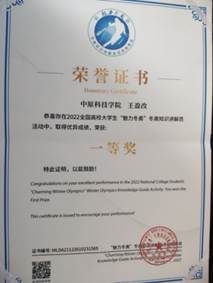 荣誉证书
Honorary Certificate
中原科技学院
恭喜你在2022全国高校大学生“魅力冬奥”冬奥知识讲解员
活动中，取得优异成绩，荣获：
一等奖
特此证明，以兹鼓励！
Congratulations on your excellent performance in the 2022 National College Students'
"Charming Winter Olympics" Winter Olympics Knowledge Guide Activity. You won the
First Prize.
This certificate is issued to encourage your performance!